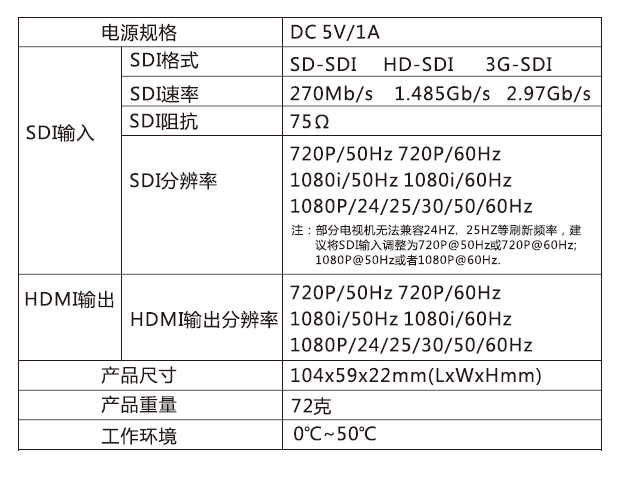 电源规格 DC 5V/1A
SDI输入
SDI格式 SD-SDI HD-SDI 3G-SDI
SDI速率 270Mb/s 1.485Gb/s 2.97Gb/s
SDI阻抗 75Ω
SDI分辨率
720P/50Hz 720P/60Hz
1080i/50Hz 1080i/60Hz
1080P/24/25/30/50/60Hz
注：部分电视机无法兼容24HZ，25HZ等刷新频率，建
议将SDI输入调整为720P@50Hz或720P@60Hz;
1080P@50Hz或者1080P@60Hz.
HDMI输出
HDMI输出分辨率
720P/50Hz 720P/60Hz
1080i/50Hz 1080i/60Hz
1080P/24/25/30/50/60Hz
产品尺寸 104x59x22mm(LxWxHmm)
产品重量 72克
工作环境 0℃~50℃